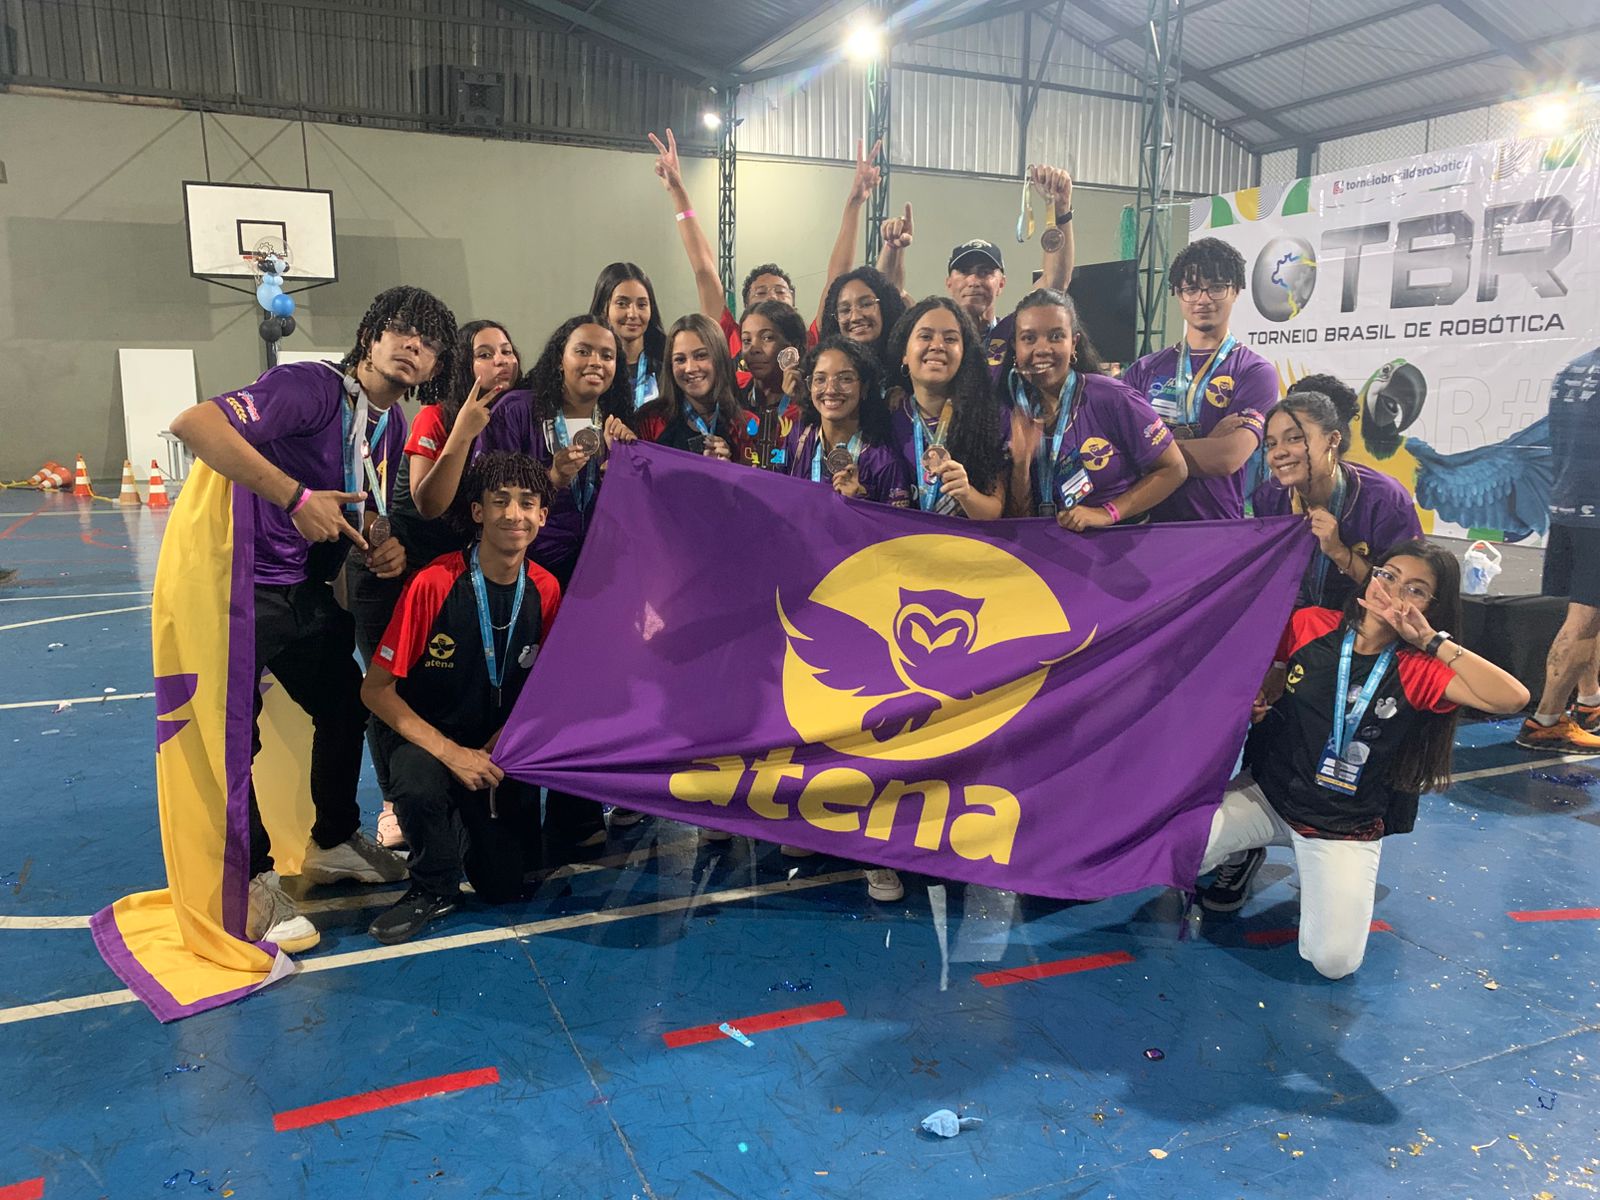 torneiobrasilderobotica
TBR
TORNEIO BRASIL DE ROBÓTICA
atena
atena